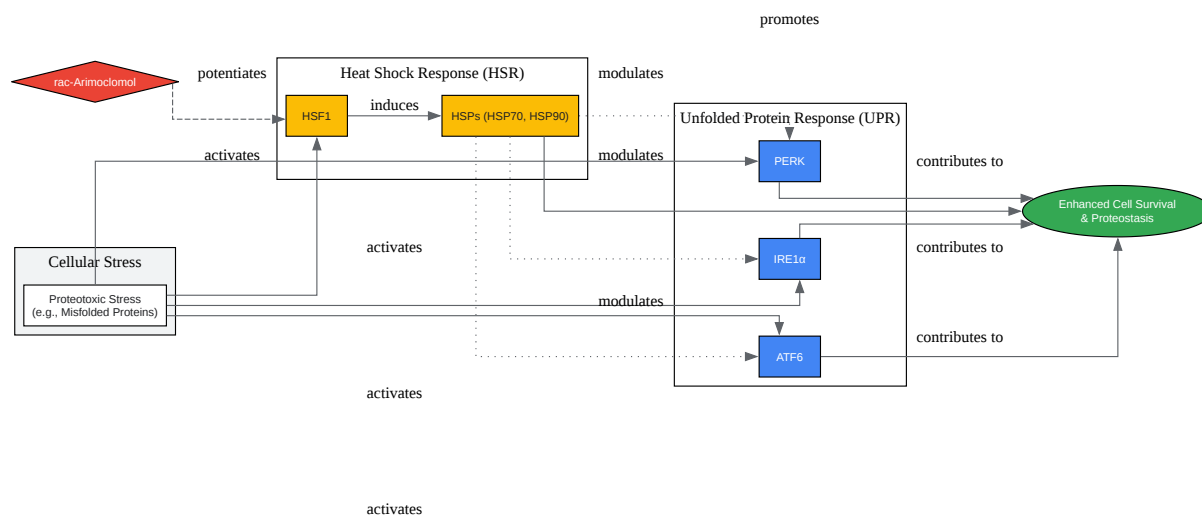 promotes
rac-Arimoclomol
potentiates
Heat Shock Response (HSR)
modulates
HSF1
induces
HSPs (HSP70, HSP90)
Unfolded Protein Response (UPR)
activates
modulates
PERK
contributes to
Enhanced Cell Survival
& Proteostasis
activates
contributes to
Cellular Stress
IRE1α
Proteotoxic Stress
(e.g., Misfolded Proteins)
modulates
contributes to
ATF6
activates
activates